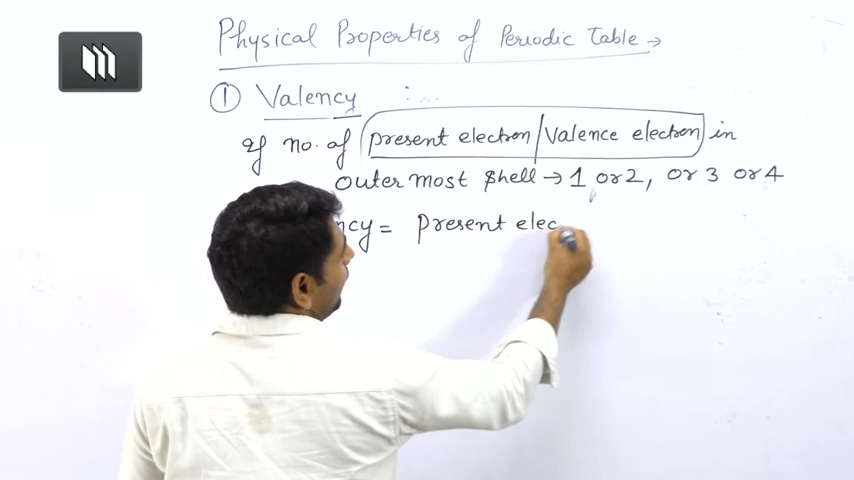 Physical Properties of Periodic Table →
① Valency :...
If no. of present electron/Valence electron in
outer most shell → 1 or 2, or 3 or 4
ncy = present elec